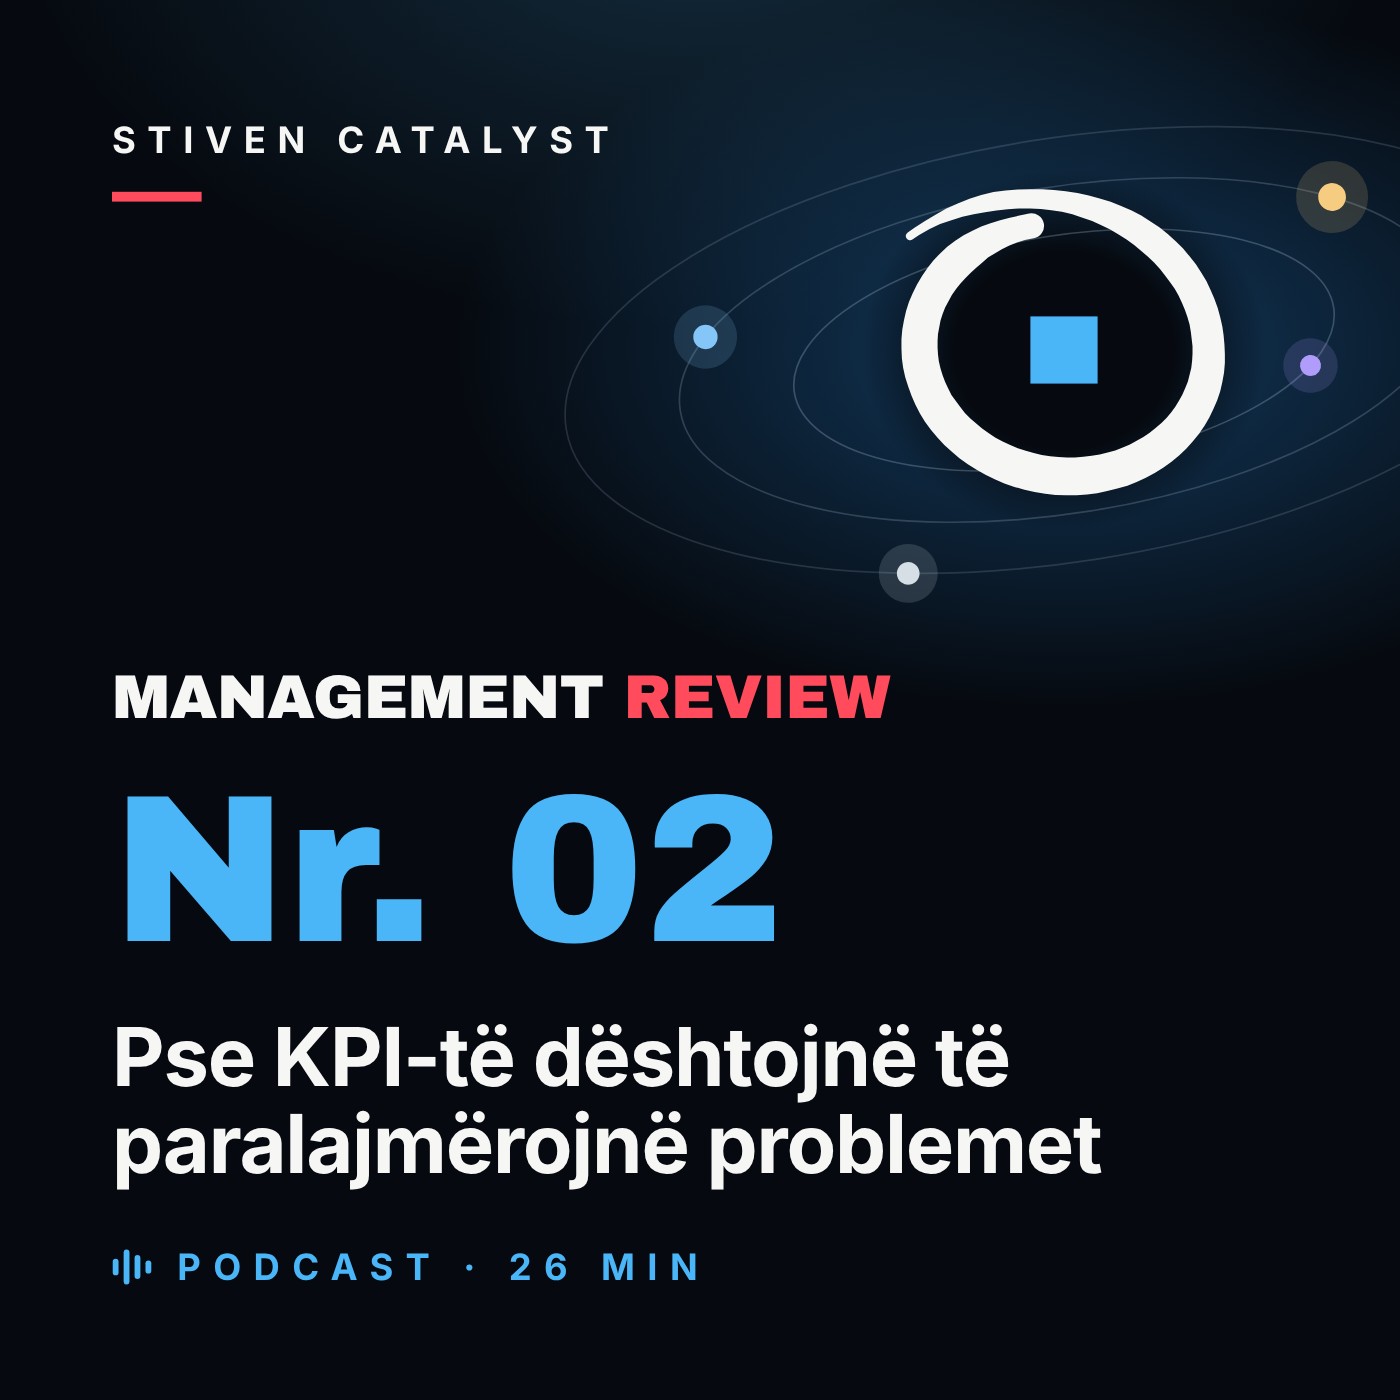 STIVEN CATALYST
MANAGEMENT REVIEW
Nr. 02
Pse KPI-të dështojnë të
paralajmërojnë problemet
PODCAST · 26 MIN